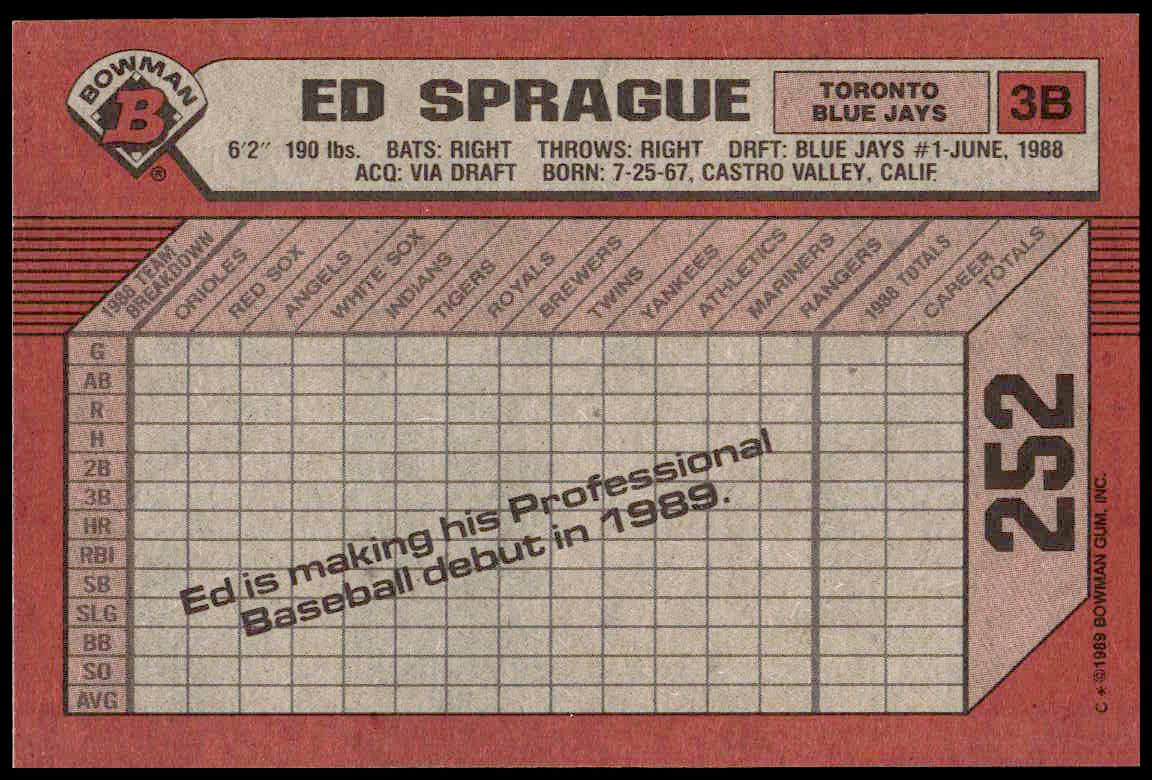 BOWMAN
B
®
ED SPRAGUE
TORONTO
BLUE JAYS
3B
6'2" 190 lbs. BATS: RIGHT THROWS: RIGHT DRFT: BLUE JAYS #1-JUNE, 1988
ACQ: VIA DRAFT BORN: 7-25-67, CASTRO VALLEY, CALIF.
1988 TEAM
BREAKDOWN
ORIOLES
RED SOX
ANGELS
WHITE SOX
INDIANS
TIGERS
ROYALS
BREWERS
TWINS
YANKEES
ATHLETICS
MARINERS
RANGERS
1988 TOTALS
CAREER
TOTALS
G
AB
R
H
2B
3B
HR
RBI
SB
SLG
BB
SO
AVG
Ed is making his Professional
Baseball debut in 1989.
252
C * ©1989 BOWMAN GUM, INC.